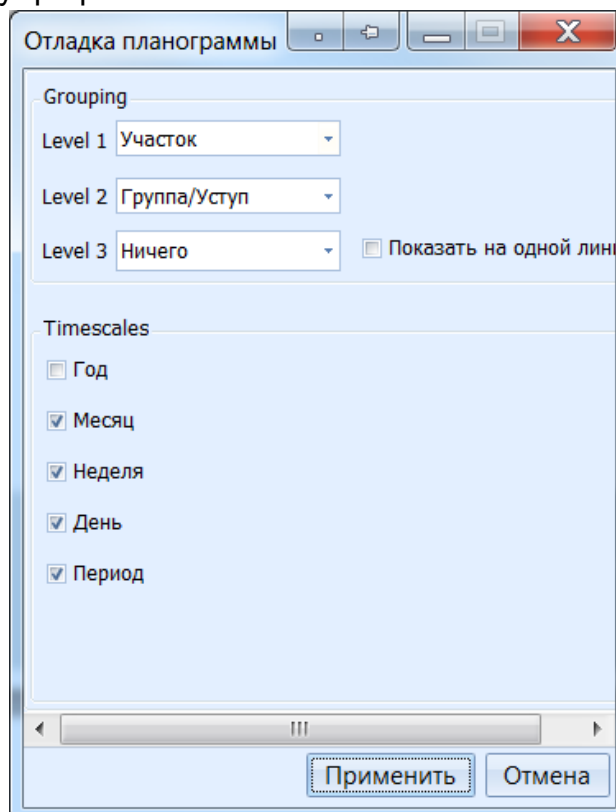 Отладка планограммы
Grouping
Level 1 Участок
Level 2 Группа/Уступ
Level 3 Ничего Показать на одной
Timescales
Год
Месяц
Неделя
День
Период
Применить Отмена